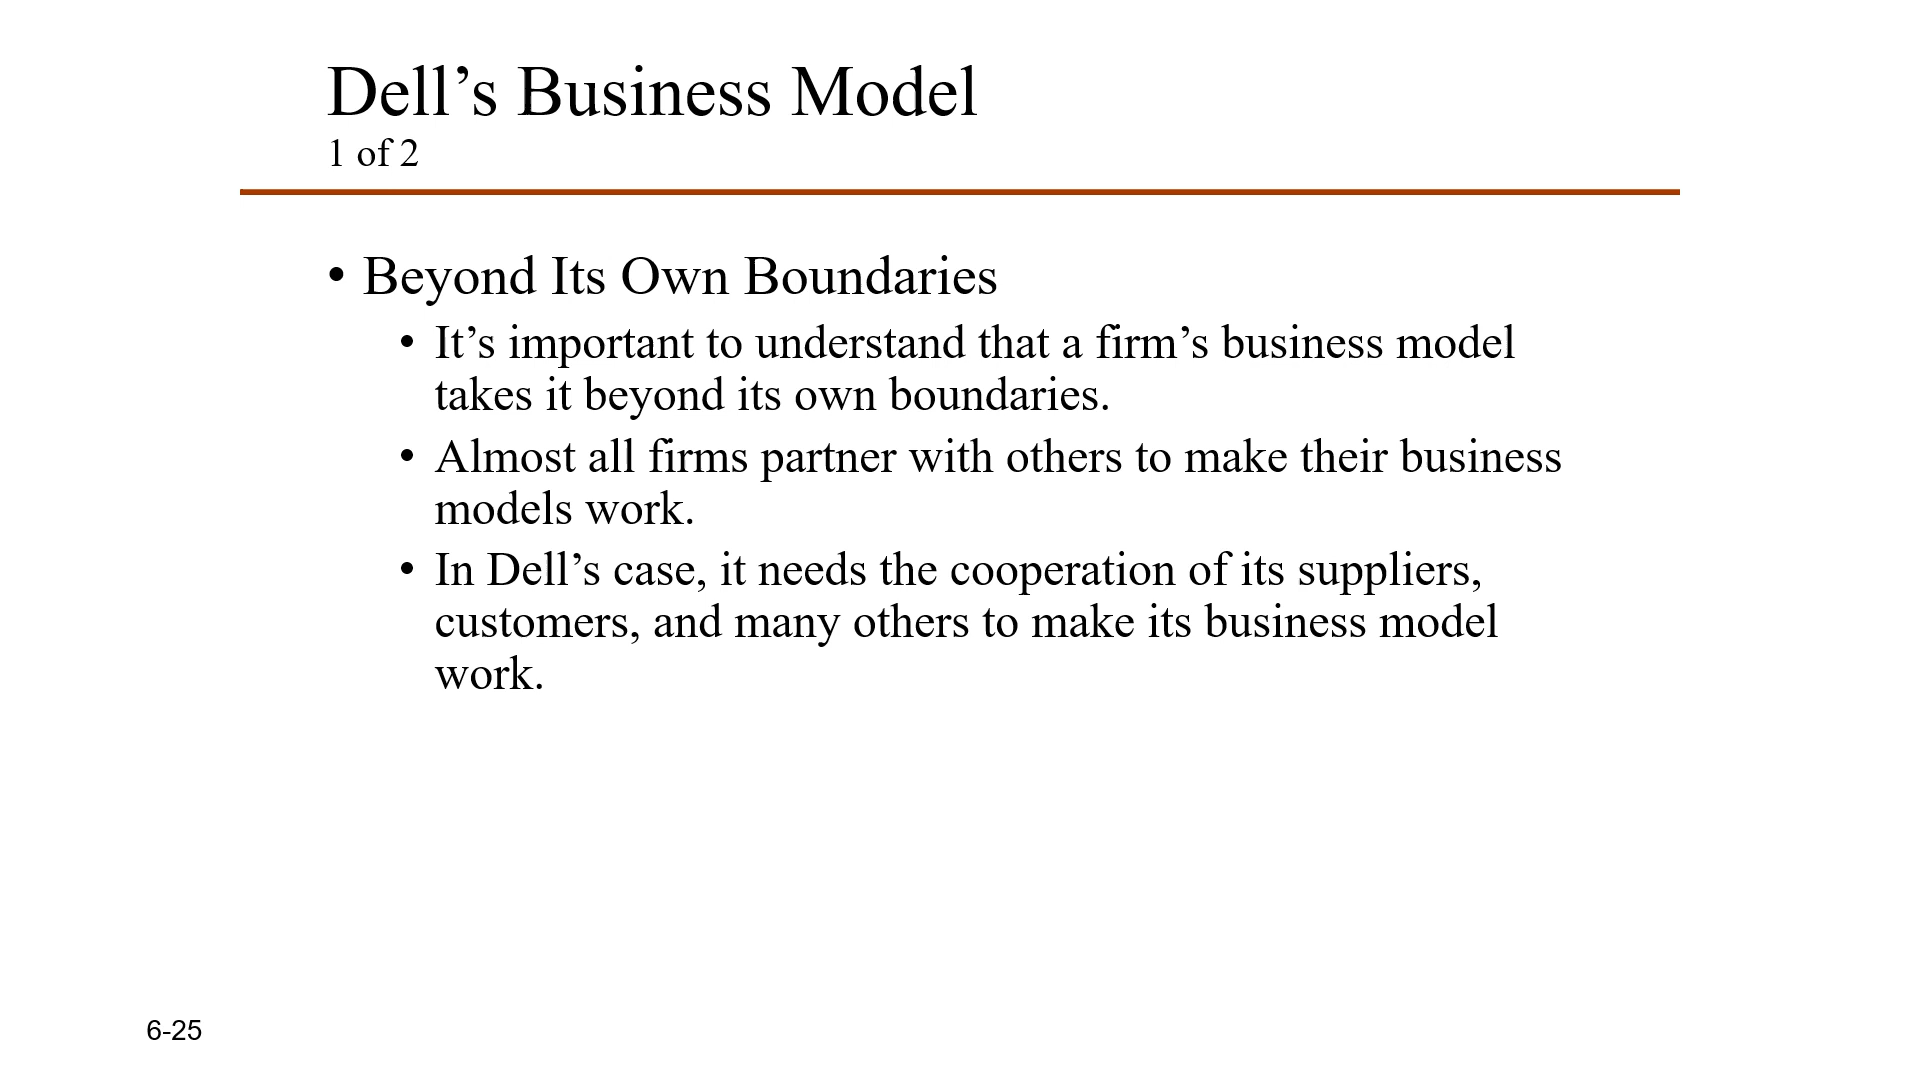 Dell’s Business Model
1 of 2
• Beyond Its Own Boundaries
• It’s important to understand that a firm’s business model
takes it beyond its own boundaries.
• Almost all firms partner with others to make their business
models work.
• In Dell’s case, it needs the cooperation of its suppliers,
customers, and many others to make its business model
work.
6-25